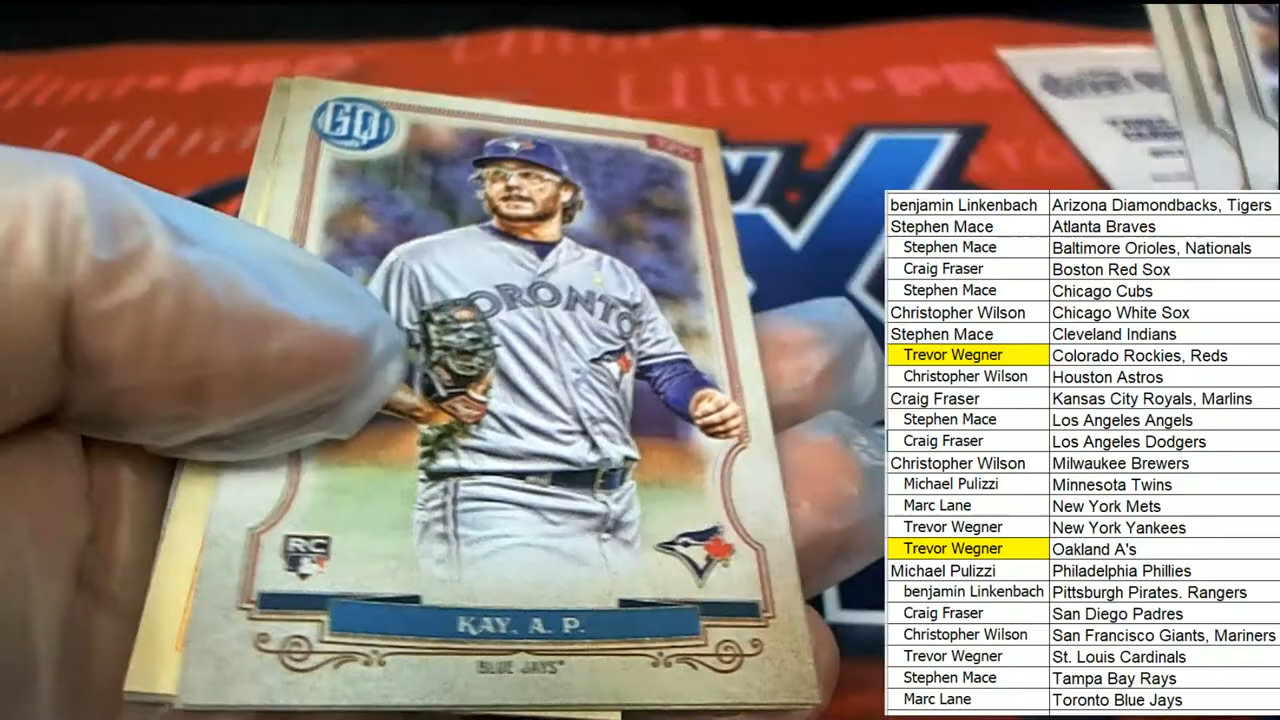 Ultra PRO
Ultra PR
GQ
TOPPS
TORONTO
RC
KAY, A. P.
BLUE JAYS
benjamin Linkenbach Arizona Diamondbacks, Tigers
Stephen Mace Atlanta Braves
Stephen Mace Baltimore Orioles, Nationals
Craig Fraser Boston Red Sox
Stephen Mace Chicago Cubs
Christopher Wilson Chicago White Sox
Stephen Mace Cleveland Indians
Trevor Wegner Colorado Rockies, Reds
Christopher Wilson Houston Astros
Craig Fraser Kansas City Royals, Marlins
Stephen Mace Los Angeles Angels
Craig Fraser Los Angeles Dodgers
Christopher Wilson Milwaukee Brewers
Michael Pulizzi Minnesota Twins
Marc Lane New York Mets
Trevor Wegner New York Yankees
Trevor Wegner Oakland A's
Michael Pulizzi Philadelphia Phillies
benjamin Linkenbach Pittsburgh Pirates. Rangers
Craig Fraser San Diego Padres
Christopher Wilson San Francisco Giants, Mariners
Trevor Wegner St. Louis Cardinals
Stephen Mace Tampa Bay Rays
Marc Lane Toronto Blue Jays